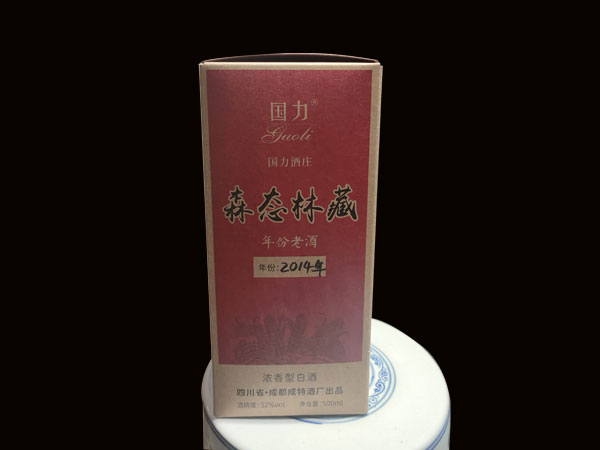 国力®
Guoli
国力酒庄
森态林藏
年份老酒
年份:2014年
浓香型白酒
四川省•成都成特酒厂出品
酒精度:52%vol 净含量:500ml